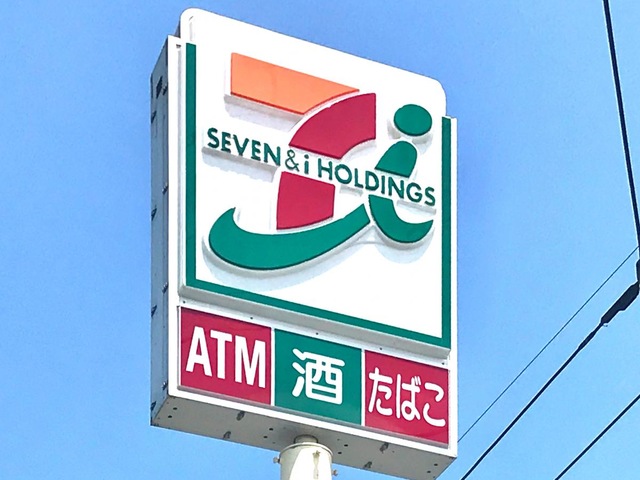 SEVEN&i HOLDINGS
ATM 酒 たばこ